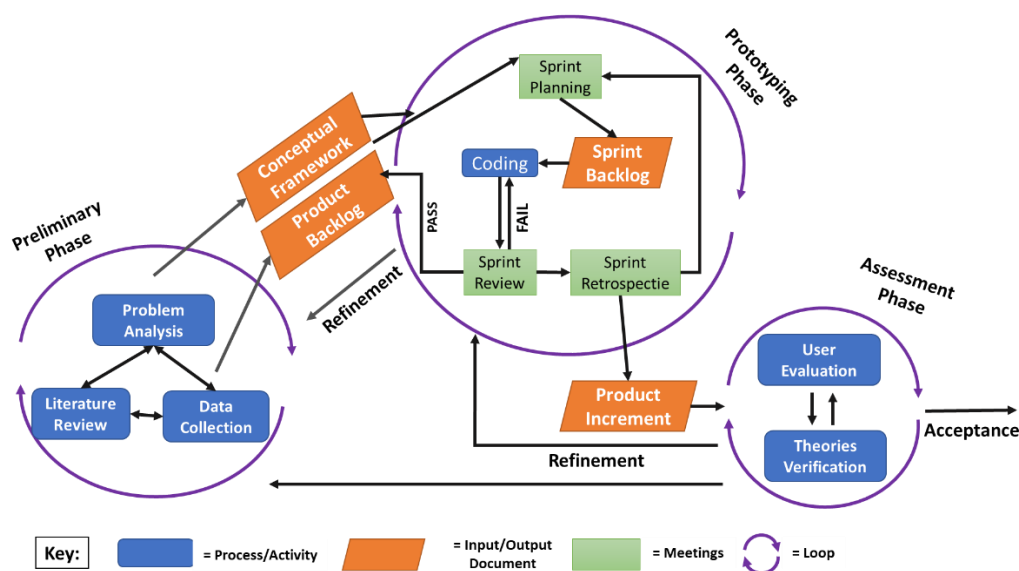 Preliminary
Phase
Problem
Analysis
Literature
Review
Data
Collection
Conceptual
Framework
Product
Backlog
Refinement
Prototyping
Phase
Sprint
Planning
Sprint
Backlog
Coding
PASS
FAIL
Sprint
Review
Sprint
Retrospectie
Product
Increment
Refinement
Assessment
Phase
User
Evaluation
Theories
Verification
Acceptance
Key:
= Process/Activity
= Input/Output
Document
= Meetings
= Loop